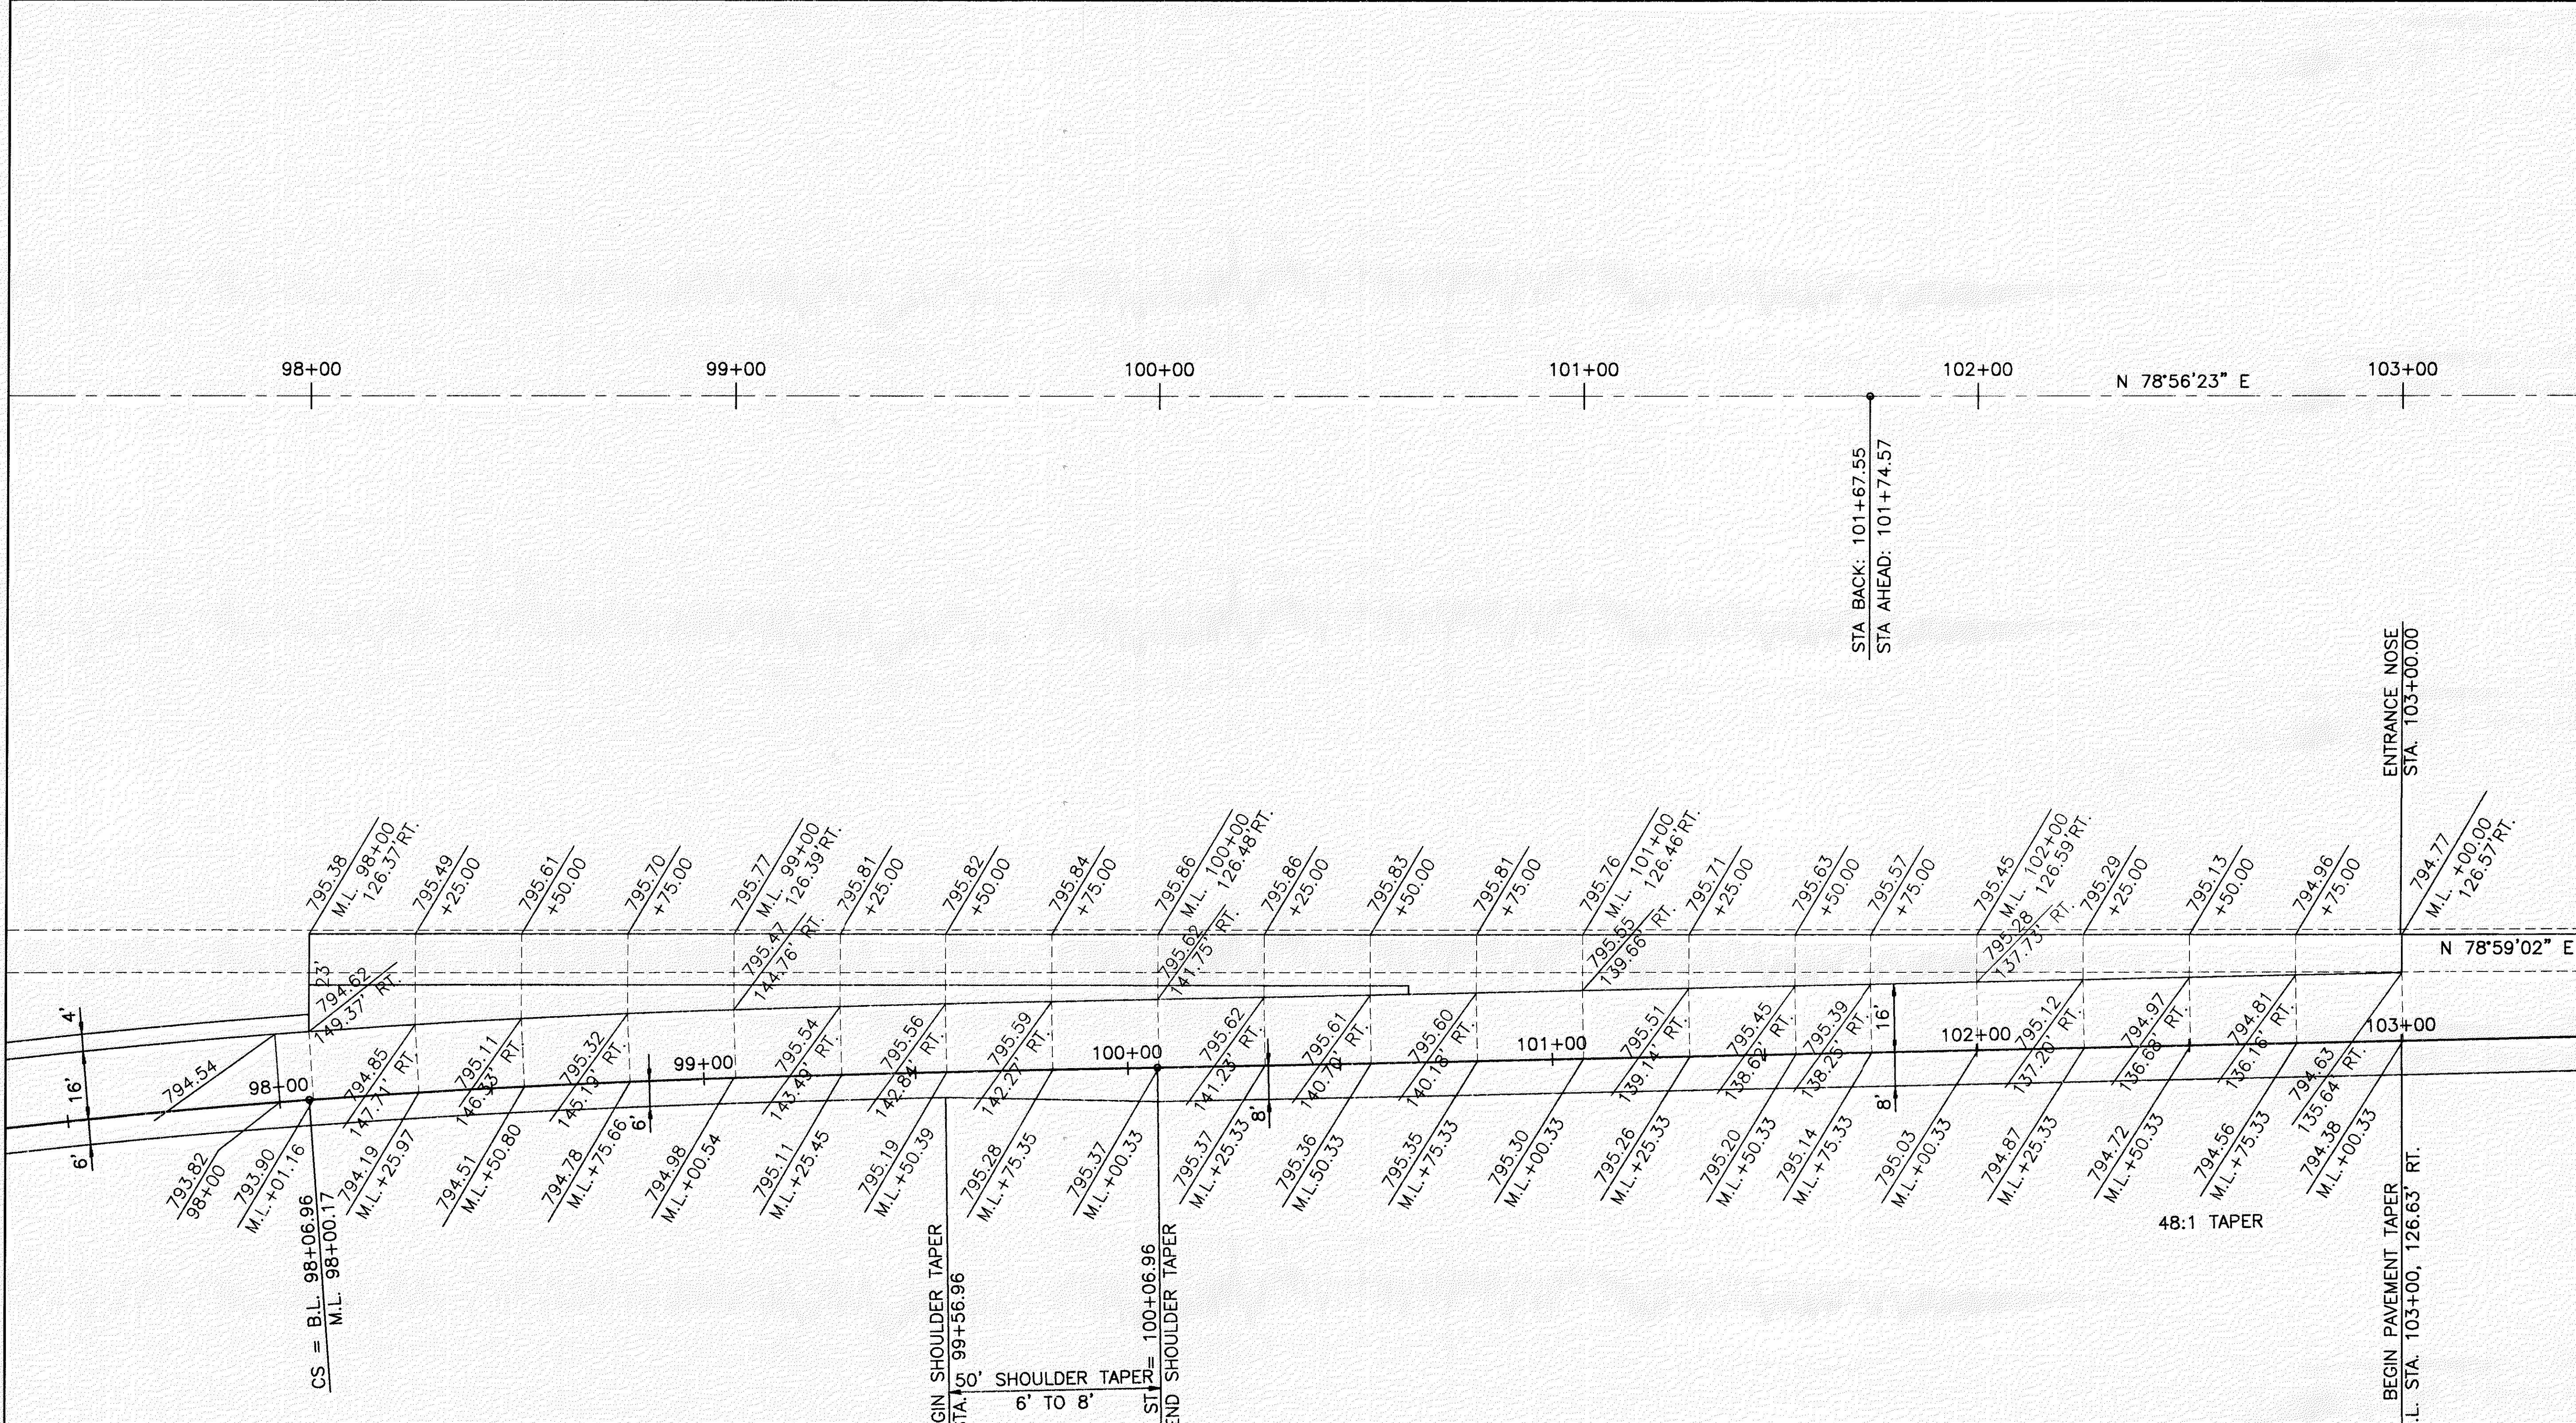 98+00
99+00
100+00
101+00
102+00
103+00
N 78°56'23" E
STA BACK: 101+67.55
STA AHEAD: 101+74.57
ENTRANCE NOSE
STA. 103+00.00
795.38
M.L. 98+00
126.37'RT.
795.49
+25.00
795.61
+50.00
795.70
+75.00
795.77
M.L. 99+00
126.39'RT.
795.81
+25.00
795.82
+50.00
795.84
+75.00
795.86
M.L. 100+00
126.48'RT.
795.86
+25.00
795.83
+50.00
795.81
+75.00
795.76
M.L. 101+00
126.46'RT.
795.71
+25.00
795.63
+50.00
795.57
+75.00
795.45
M.L. 102+00
126.59'RT.
795.29
+25.00
795.13
+50.00
794.96
+75.00
794.77
M.L. +00.00
126.57'RT.
N 78°59'02" E
23'
794.62
149.37' RT.
795.47
144.76' RT.
795.62
141.75' RT.
795.55
139.66' RT.
795.28
137.73' RT.
4'
16'
6'
794.54
98+00
794.85
147.71' RT.
795.11
146.33' RT.
795.32
145.19' RT.
6'
99+00
795.54
143.49' RT.
795.56
142.84' RT.
795.59
142.27' RT.
100+00
795.62
141.23' RT.
8'
795.61
140.70' RT.
795.60
140.18' RT.
101+00
795.51
139.14' RT.
795.45
138.62' RT.
795.39
138.25' RT.
16'
8'
102+00
795.12
137.20' RT.
794.97
136.68' RT.
794.81
136.16' RT.
794.63
135.64' RT.
103+00
793.82
98+00
793.90
M.L.+01.16
794.19
M.L.+25.97
794.51
M.L.+50.80
794.78
M.L.+75.66
794.98
M.L.+00.54
795.11
M.L.+25.45
795.19
M.L.+50.39
795.28
M.L.+75.35
795.37
M.L.+00.33
795.37
M.L.+25.33
795.36
M.L.50.33
795.35
M.L.+75.33
795.30
M.L.+00.33
795.26
M.L.+25.33
795.20
M.L.+50.33
795.14
M.L.+75.33
795.03
M.L.+00.33
794.87
M.L.+25.33
794.72
M.L.+50.33
794.56
M.L.+75.33
794.38
M.L.+00.33
48:1 TAPER
CS = B.L. 98+06.96
M.L. 98+00.17
GIN SHOULDER TAPER
TA. 99+56.96
50' SHOULDER TAPER
6' TO 8'
ST = 100+06.96
END SHOULDER TAPER
BEGIN PAVEMENT TAPER
.L. STA. 103+00, 126.63' RT.